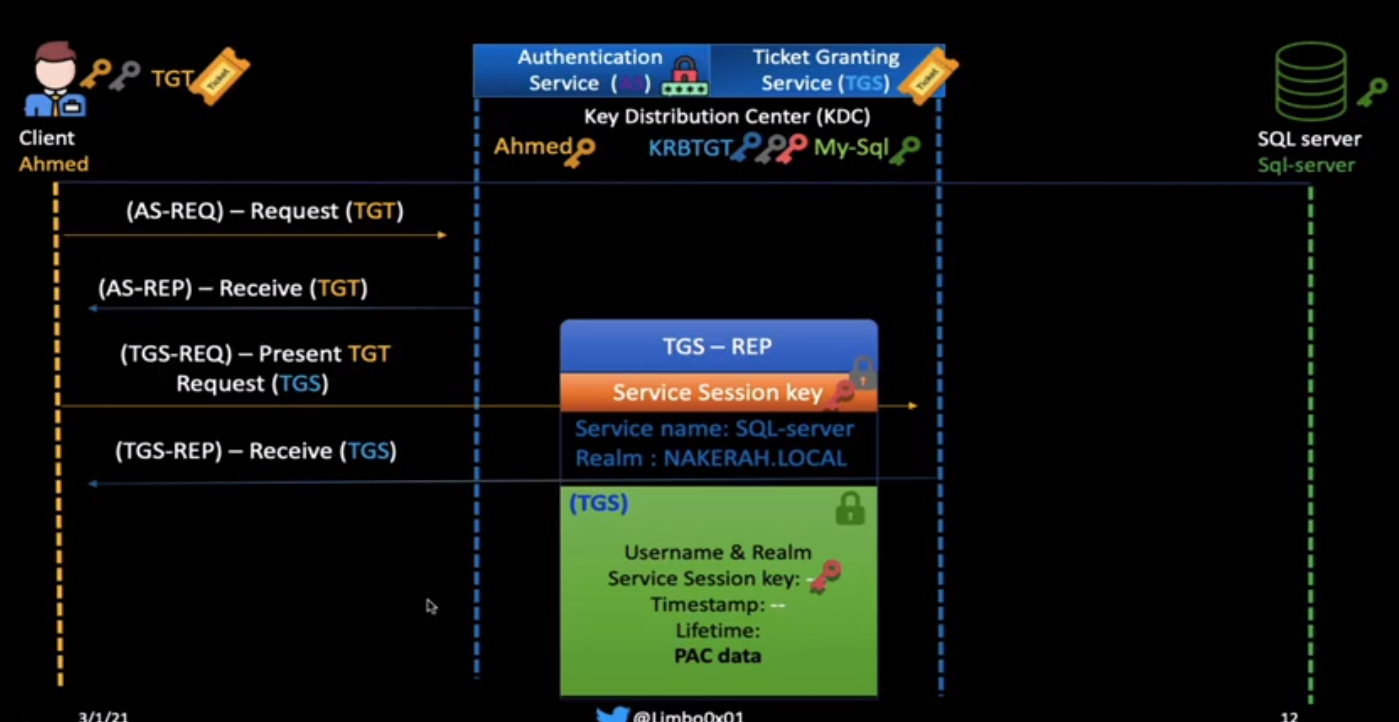 Authentication
Service (AS)
Ticket Granting
Service (TGS)
Ticket
TGT
Ticket
Key Distribution Center (KDC)
Client
Ahmed
Ahmed
KRBTGT
My-Sql
SQL server
Sql-server
(AS-REQ) – Request (TGT)
(AS-REP) – Receive (TGT)
(TGS-REQ) – Present TGT
Request (TGS)
(TGS-REP) – Receive (TGS)
TGS – REP
Service Session key
Service name: SQL-server
Realm : NAKERAH.LOCAL
(TGS)
Username & Realm
Service Session key: -
Timestamp: --
Lifetime:
PAC data
3/1/21
@Limbo0x01
12